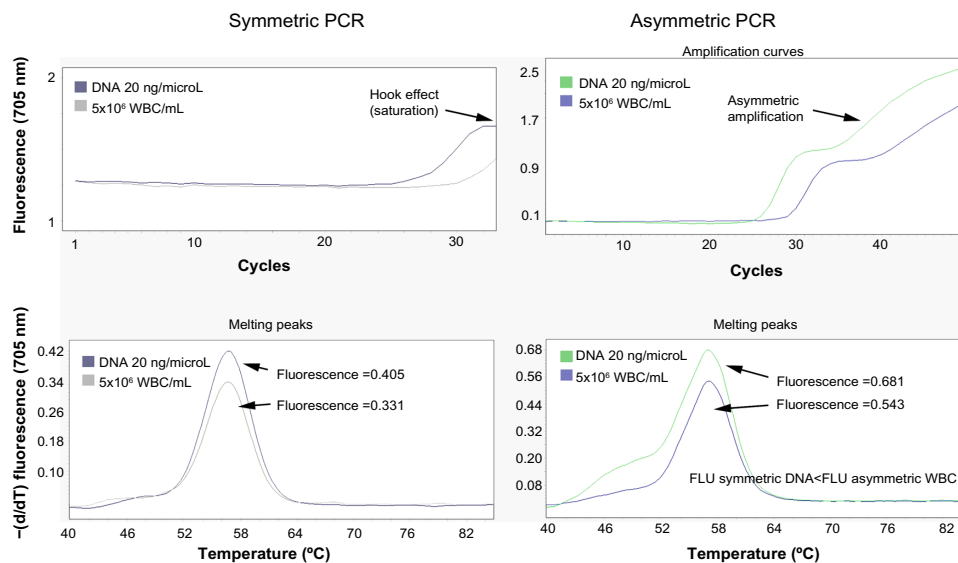 Symmetric PCR
Fluorescence (705 nm)
2
1
DNA 20 ng/microL
5x10⁶ WBC/mL
Hook effect
(saturation)
1 10 20 30
Cycles
Asymmetric PCR
Amplification curves
2.5
1.7
0.9
0.1
DNA 20 ng/microL
5x10⁶ WBC/mL
Asymmetric
amplification
10 20 30 40
Cycles
Melting peaks
–(d/dT) fluorescence (705 nm)
0.42
0.34
0.26
0.18
0.10
DNA 20 ng/microL
5x10⁶ WBC/mL
Fluorescence =0.405
Fluorescence =0.331
40 46 52 58 64 70 76 82
Temperature (ºC)
Melting peaks
0.68
0.56
0.44
0.32
0.20
0.08
DNA 20 ng/microL
5x10⁶ WBC/mL
Fluorescence =0.681
Fluorescence =0.543
FLU symmetric DNA<FLU asymmetric WBC
40 46 52 58 64 70 76 82
Temperature (ºC)